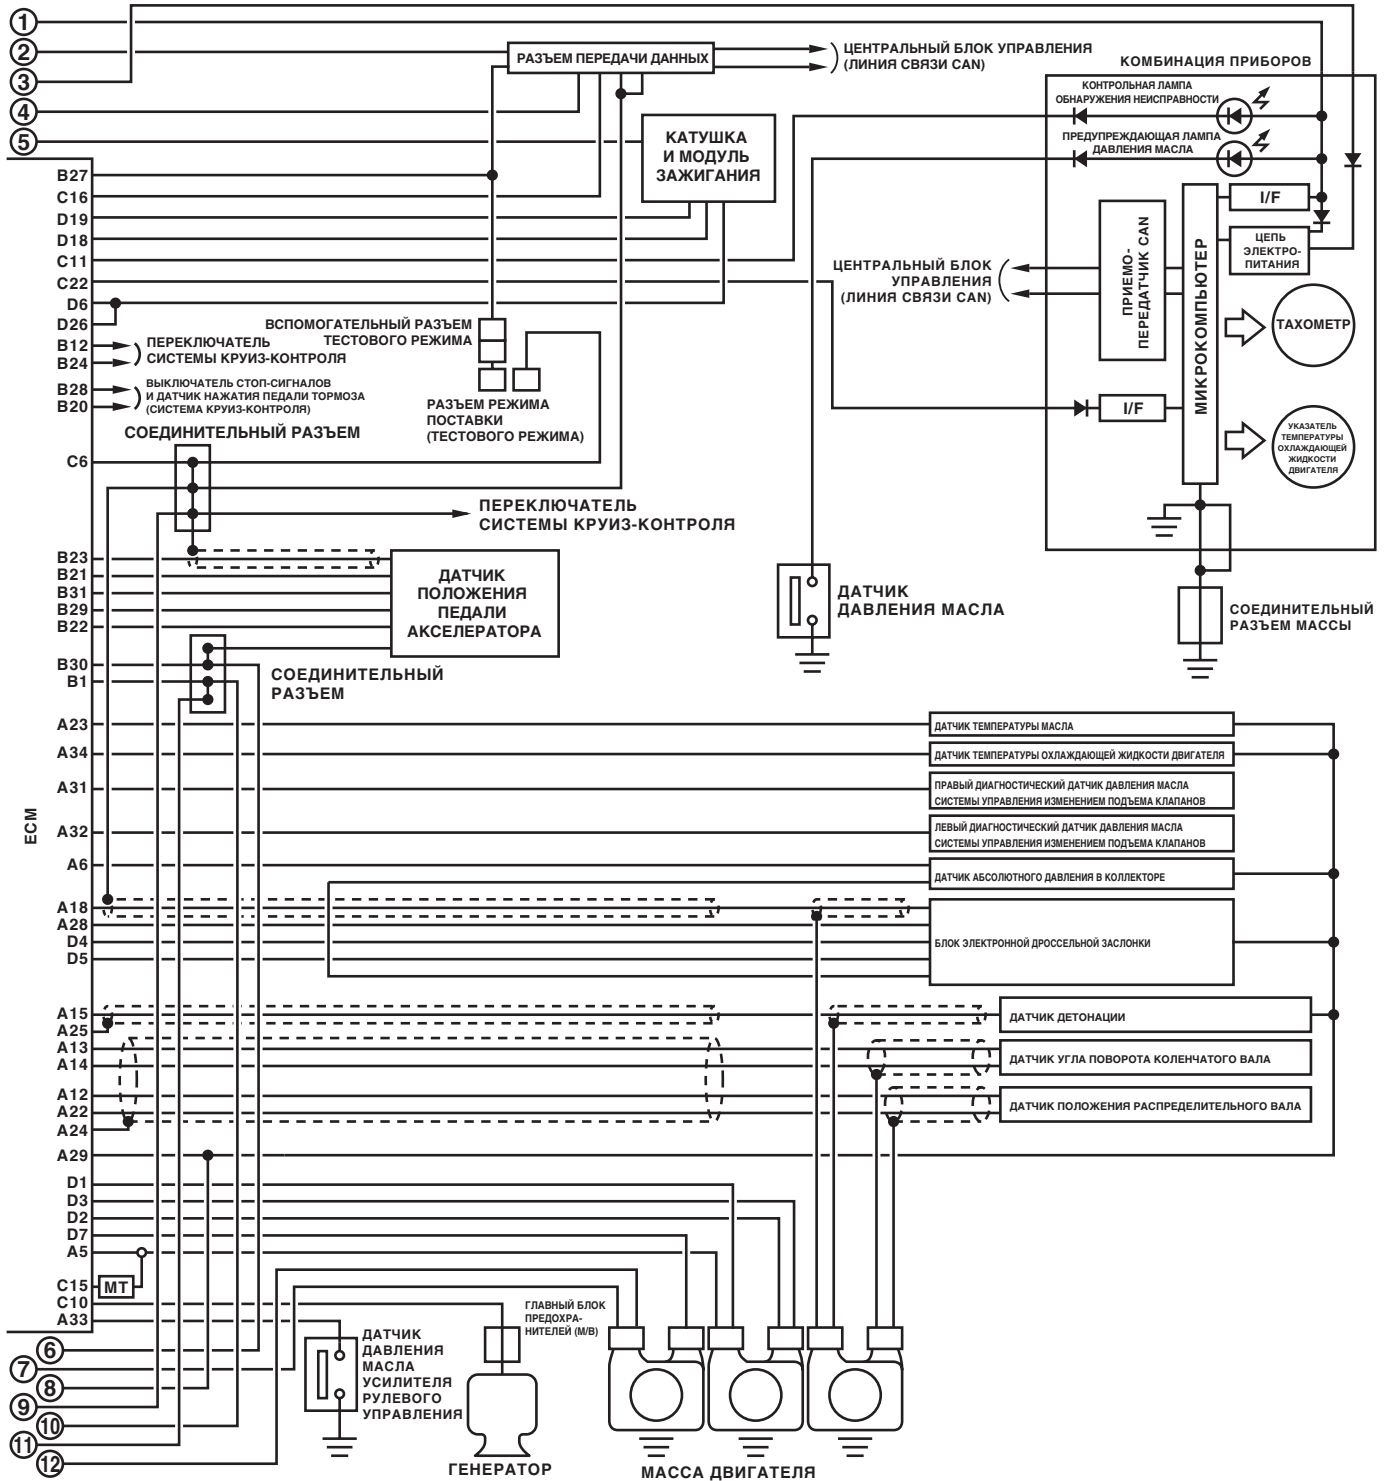 1
2
3
4
5
РАЗЪЕМ ПЕРЕДАЧИ ДАННЫХ
ЦЕНТРАЛЬНЫЙ БЛОК УПРАВЛЕНИЯ
(ЛИНИЯ СВЯЗИ CAN)
КОМБИНАЦИЯ ПРИБОРОВ
КОНТРОЛЬНАЯ ЛАМПА
ОБНАРУЖЕНИЯ НЕИСПРАВНОСТИ
ПРЕДУПРЕЖДАЮЩАЯ ЛАМПА
ДАВЛЕНИЯ МАСЛА
КАТУШКА
И МОДУЛЬ
ЗАЖИГАНИЯ
B27
C16
D19
D18
C11
C22
D6
D26
B12
B24
B28
B20
C6
I/F
ЦЕПЬ
ЭЛЕКТРО-
ПИТАНИЯ
ПРИЕМО-
ПЕРЕДАТЧИК CAN
МИКРОКОМПЬЮТЕР
ЦЕНТРАЛЬНЫЙ БЛОК
УПРАВЛЕНИЯ
(ЛИНИЯ СВЯЗИ CAN)
ТАХОМЕТР
I/F
УКАЗАТЕЛЬ
ТЕМПЕРАТУРЫ
ОХЛАЖДАЮЩЕЙ
ЖИДКОСТИ
ДВИГАТЕЛЯ
ВСПОМОГАТЕЛЬНЫЙ РАЗЪЕМ
ТЕСТОВОГО РЕЖИМА
ПЕРЕКЛЮЧАТЕЛЬ
СИСТЕМЫ КРУИЗ-КОНТРОЛЯ
ВЫКЛЮЧАТЕЛЬ СТОП-СИГНАЛОВ
И ДАТЧИК НАЖАТИЯ ПЕДАЛИ ТОРМОЗА
(СИСТЕМА КРУИЗ-КОНТРОЛЯ)
РАЗЪЕМ РЕЖИМА
ПОСТАВКИ
(ТЕСТОВОГО РЕЖИМА)
СОЕДИНИТЕЛЬНЫЙ РАЗЪЕМ
ПЕРЕКЛЮЧАТЕЛЬ
СИСТЕМЫ КРУИЗ-КОНТРОЛЯ
B23
B21
B31
B29
B22
B30
B1
ДАТЧИК
ПОЛОЖЕНИЯ
ПЕДАЛИ
АКСЕЛЕРАТОРА
ДАТЧИК
ДАВЛЕНИЯ МАСЛА
СОЕДИНИТЕЛЬНЫЙ
РАЗЪЕМ МАССЫ
СОЕДИНИТЕЛЬНЫЙ
РАЗЪЕМ
A23
A34
A31
A32
A6
A18
A28
D4
D5
A15
A25
A13
A14
A12
A22
A24
A29
D1
D3
D2
D7
A5
C15
C10
A33
ECM
ДАТЧИК ТЕМПЕРАТУРЫ МАСЛА
ДАТЧИК ТЕМПЕРАТУРЫ ОХЛАЖДАЮЩЕЙ ЖИДКОСТИ ДВИГАТЕЛЯ
ПРАВЫЙ ДИАГНОСТИЧЕСКИЙ ДАТЧИК ДАВЛЕНИЯ МАСЛА
СИСТЕМЫ УПРАВЛЕНИЯ ИЗМЕНЕНИЕМ ПОДЪЕМА КЛАПАНОВ
ЛЕВЫЙ ДИАГНОСТИЧЕСКИЙ ДАТЧИК ДАВЛЕНИЯ МАСЛА
СИСТЕМЫ УПРАВЛЕНИЯ ИЗМЕНЕНИЕМ ПОДЪЕМА КЛАПАНОВ
ДАТЧИК АБСОЛЮТНОГО ДАВЛЕНИЯ В КОЛЛЕКТОРЕ
БЛОК ЭЛЕКТРОННОЙ ДРОССЕЛЬНОЙ ЗАСЛОНКИ
ДАТЧИК ДЕТОНАЦИИ
ДАТЧИК УГЛА ПОВОРОТА КОЛЕНЧАТОГО ВАЛА
ДАТЧИК ПОЛОЖЕНИЯ РАСПРЕДЕЛИТЕЛЬНОГО ВАЛА
MT
6
7
8
9
10
11
12
ДАТЧИК
ДАВЛЕНИЯ
МАСЛА
УСИЛИТЕЛЯ
РУЛЕВОГО
УПРАВЛЕНИЯ
ГЛАВНЫЙ БЛОК
ПРЕДОХРА-
НИТЕЛЕЙ (M/B)
ГЕНЕРАТОР
МАССА ДВИГАТЕЛЯ